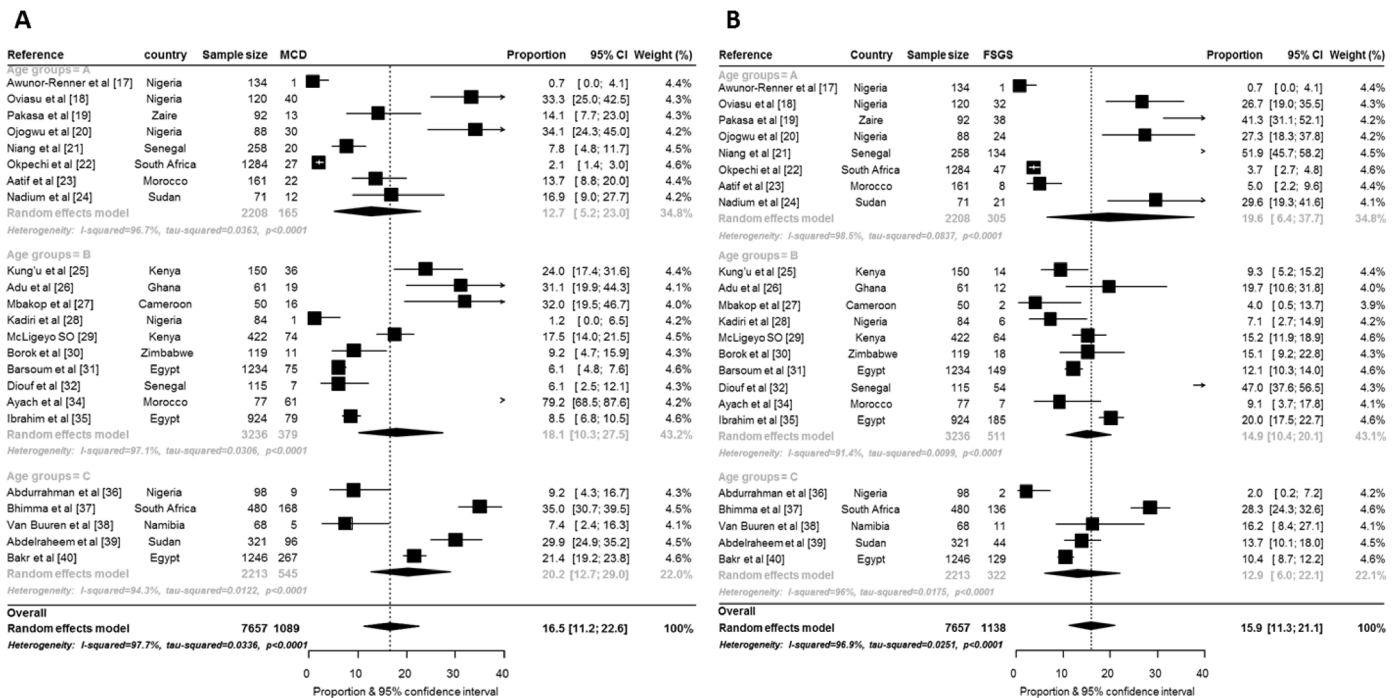 A
Reference country Sample size MCD Proportion 95% CI Weight (%)
Age groups= A
Awunor-Renner et al [17] Nigeria 134 1 0.7 [ 0.0; 4.1] 4.4%
Oviasu et al [18] Nigeria 120 40 33.3 [25.0; 42.5] 4.3%
Pakasa et al [19] Zaire 92 13 14.1 [ 7.7; 23.0] 4.3%
Ojogwu et al [20] Nigeria 88 30 34.1 [24.3; 45.0] 4.2%
Niang et al [21] Senegal 258 20 7.8 [ 4.8; 11.7] 4.5%
Okpechi et al [22] South Africa 1284 27 2.1 [ 1.4; 3.0] 4.6%
Aatif et al [23] Morocco 161 22 13.7 [ 8.8; 20.0] 4.4%
Nadium et al [24] Sudan 71 12 16.9 [ 9.0; 27.7] 4.2%
Random effects model 2208 165 12.7 [ 5.2; 23.0] 34.8%
Heterogeneity: I-squared=96.7%, tau-squared=0.0363, p<0.0001
Age groups = B
Kung'u et al [25] Kenya 150 36 24.0 [17.4; 31.6] 4.4%
Adu et al [26] Ghana 61 19 31.1 [19.9; 44.3] 4.1%
Mbakop et al [27] Cameroon 50 16 32.0 [19.5; 46.7] 4.0%
Kadiri et al [28] Nigeria 84 1 1.2 [ 0.0; 6.5] 4.2%
McLigeyo SO [29] Kenya 422 74 17.5 [14.0; 21.5] 4.5%
Borok et al [30] Zimbabwe 119 11 9.2 [ 4.7; 15.9] 4.3%
Barsoum et al [31] Egypt 1234 75 6.1 [ 4.8; 7.6] 4.6%
Diouf et al [32] Senegal 115 7 6.1 [ 2.5; 12.1] 4.3%
Ayach et al [34] Morocco 77 61 79.2 [68.5; 87.6] 4.2%
Ibrahim et al [35] Egypt 924 79 8.5 [ 6.8; 10.5] 4.6%
Random effects model 3236 379 18.1 [10.3; 27.5] 43.2%
Heterogeneity: I-squared=97.1%, tau-squared=0.0306, p<0.0001
Age groups = C
Abdurrahman et al [36] Nigeria 98 9 9.2 [ 4.3; 16.7] 4.3%
Bhimma et al [37] South Africa 480 168 35.0 [30.7; 39.5] 4.5%
Van Buuren et al [38] Namibia 68 5 7.4 [ 2.4; 16.3] 4.1%
Abdelraheem et al [39] Sudan 321 96 29.9 [24.9; 35.2] 4.5%
Bakr et al [40] Egypt 1246 267 21.4 [19.2; 23.8] 4.6%
Random effects model 2213 545 20.2 [12.7; 29.0] 22.0%
Heterogeneity: I-squared=94.3%, tau-squared=0.0122, p<0.0001
Overall
Random effects model 7657 1089 16.5 [11.2; 22.6] 100%
Heterogeneity: I-squared=97.7%, tau-squared=0.0336, p<0.0001
0 10 20 30 40
Proportion & 95% confidence interval
B
Reference Country Sample size FSGS Proportion 95% CI Weight (%)
Age groups = A
Awunor-Renner et al [17] Nigeria 134 1 0.7 [ 0.0; 4.1] 4.4%
Oviasu et al [18] Nigeria 120 32 26.7 [19.0; 35.5] 4.3%
Pakasa et al [19] Zaire 92 38 41.3 [31.1; 52.1] 4.2%
Ojogwu et al [20] Nigeria 88 24 27.3 [18.3; 37.8] 4.2%
Niang et al [21] Senegal 258 134 51.9 [45.7; 58.2] 4.5%
Okpechi et al [22] South Africa 1284 47 3.7 [ 2.7; 4.8] 4.6%
Aatif et al [23] Morocco 161 8 5.0 [ 2.2; 9.6] 4.4%
Nadium et al [24] Sudan 71 21 29.6 [19.3; 41.6] 4.1%
Random effects model 2208 305 19.6 [ 6.4; 37.7] 34.8%
Heterogeneity: I-squared=98.5%, tau-squared=0.0837, p<0.0001
Age groups = B
Kung'u et al [25] Kenya 150 14 9.3 [ 5.2; 15.2] 4.4%
Adu et al [26] Ghana 61 12 19.7 [10.6; 31.8] 4.0%
Mbakop et al [27] Cameroon 50 2 4.0 [ 0.5; 13.7] 3.9%
Kadiri et al [28] Nigeria 84 6 7.1 [ 2.7; 14.9] 4.2%
McLigeyo SO [29] Kenya 422 64 15.2 [11.9; 18.9] 4.6%
Borok et al [30] Zimbabwe 119 18 15.1 [ 9.2; 22.8] 4.3%
Barsoum et al [31] Egypt 1234 149 12.1 [10.3; 14.0] 4.6%
Diouf et al [32] Senegal 115 54 47.0 [37.6; 56.5] 4.3%
Ayach et al [34] Morocco 77 7 9.1 [ 3.7; 17.8] 4.1%
Ibrahim et al [35] Egypt 924 185 20.0 [17.5; 22.7] 4.6%
Random effects model 3236 511 14.9 [10.4; 20.1] 43.1%
Heterogeneity: I-squared=91.4%, tau-squared=0.0099, p<0.0001
Age groups = C
Abdurrahman et al [36] Nigeria 98 2 2.0 [ 0.2; 7.2] 4.2%
Bhimma et al [37] South Africa 480 136 28.3 [24.3; 32.6] 4.6%
Van Buuren et al [38] Namibia 68 11 16.2 [ 8.4; 27.1] 4.1%
Abdelraheem et al [39] Sudan 321 44 13.7 [10.1; 18.0] 4.5%
Bakr et al [40] Egypt 1246 129 10.4 [ 8.7; 12.2] 4.6%
Random effects model 2213 322 12.9 [ 6.0; 22.1] 22.1%
Heterogeneity: I-squared=96%, tau-squared=0.0175, p<0.0001
Overall
Random effects model 7657 1138 15.9 [11.3; 21.1] 100%
Heterogeneity: I-squared=96.9%, tau-squared=0.0251, p<0.0001
0 10 20 30 40
Proportion & 95% confidence interval